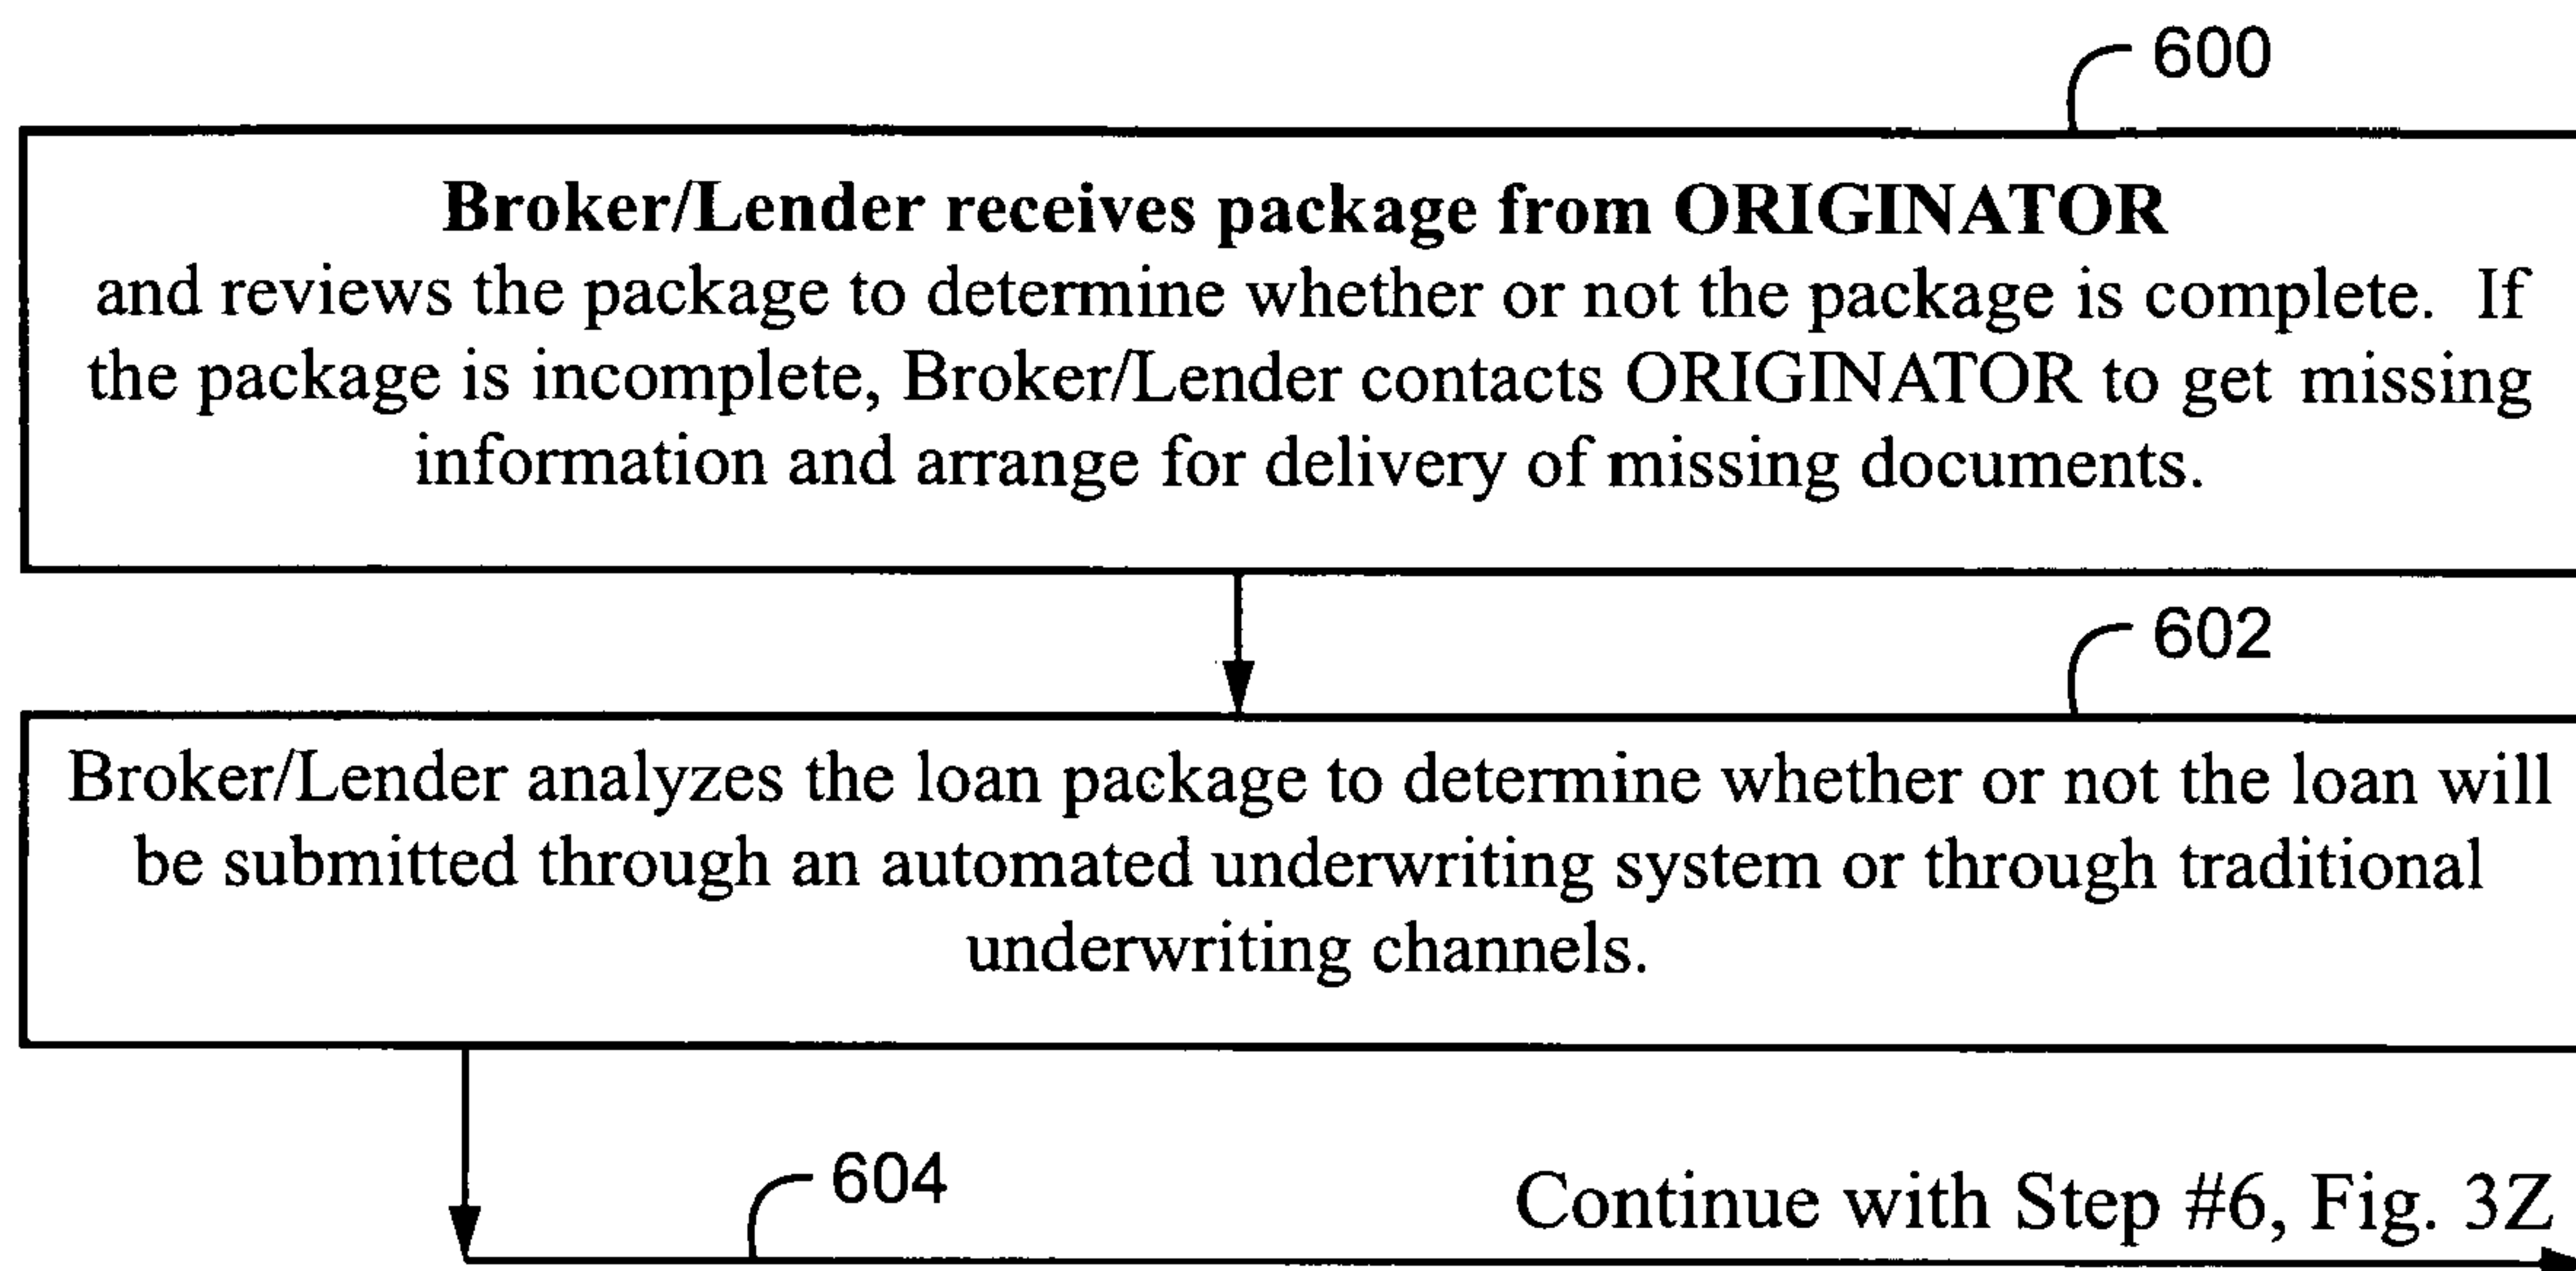 600
Broker/Lender receives package from ORIGINATOR
and reviews the package to determine whether or not the package is complete. If
the package is incomplete, Broker/Lender contacts ORIGINATOR to get missing
information and arrange for delivery of missing documents.
602
Broker/Lender analyzes the loan package to determine whether or not the loan will
be submitted through an automated underwriting system or through traditional
underwriting channels.
604
Continue with Step #6, Fig. 3Z